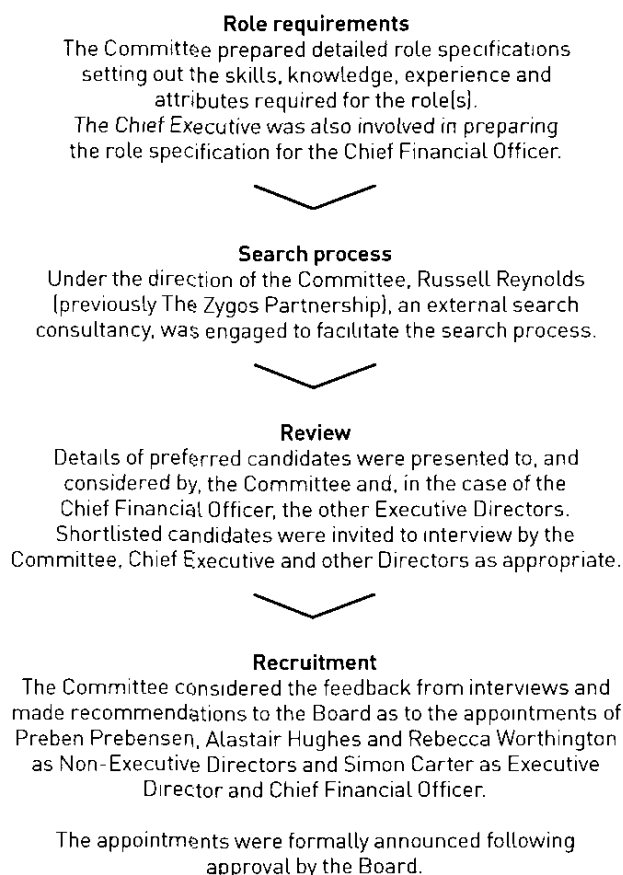 Role requirements
The Committee prepared detailed role specifications
setting out the skills, knowledge, experience and
attributes required for the role(s).
The Chief Executive was also involved in preparing
the role specification for the Chief Financial Officer.
Search process
Under the direction of the Committee, Russell Reynolds
(previously The Zygos Partnership), an external search
consultancy, was engaged to facilitate the search process.
Review
Details of preferred candidates were presented to, and
considered by, the Committee and, in the case of the
Chief Financial Officer, the other Executive Directors.
Shortlisted candidates were invited to interview by the
Committee, Chief Executive and other Directors as appropriate.
Recruitment
The Committee considered the feedback from interviews and
made recommendations to the Board as to the appointments of
Preben Prebensen, Alastair Hughes and Rebecca Worthington
as Non-Executive Directors and Simon Carter as Executive
Director and Chief Financial Officer.
The appointments were formally announced following
approval by the Board.